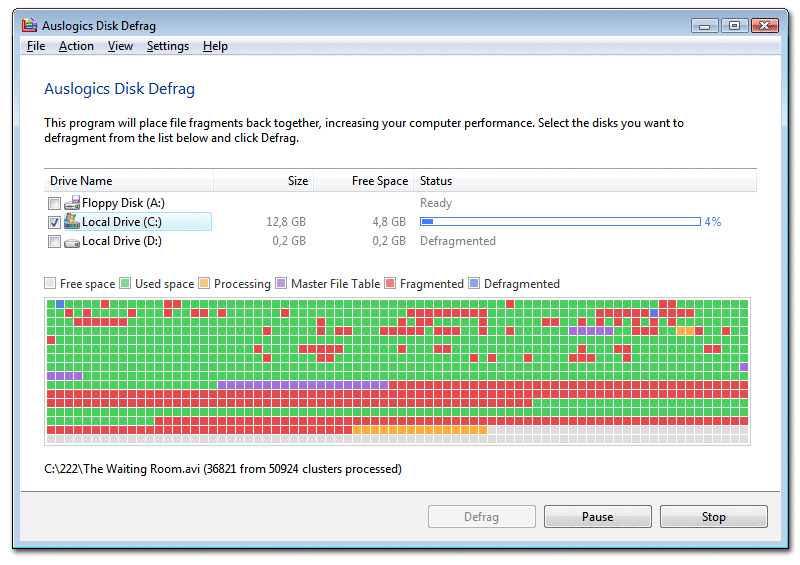 Auslogics Disk Defrag
File Action View Settings Help
Auslogics Disk Defrag
This program will place file fragments back together, increasing your computer performance. Select the disks you want to
defragment from the list below and click Defrag.
Drive Name Size Free Space Status
Floppy Disk (A:) Ready
Local Drive (C:) 12,8 GB 4,8 GB 4%
Local Drive (D:) 0,2 GB 0,2 GB Defragmented
Free space Used space Processing Master File Table Fragmented Defragmented
C:\222\The Waiting Room.avi (36821 from 50924 clusters processed)
Defrag Pause Stop